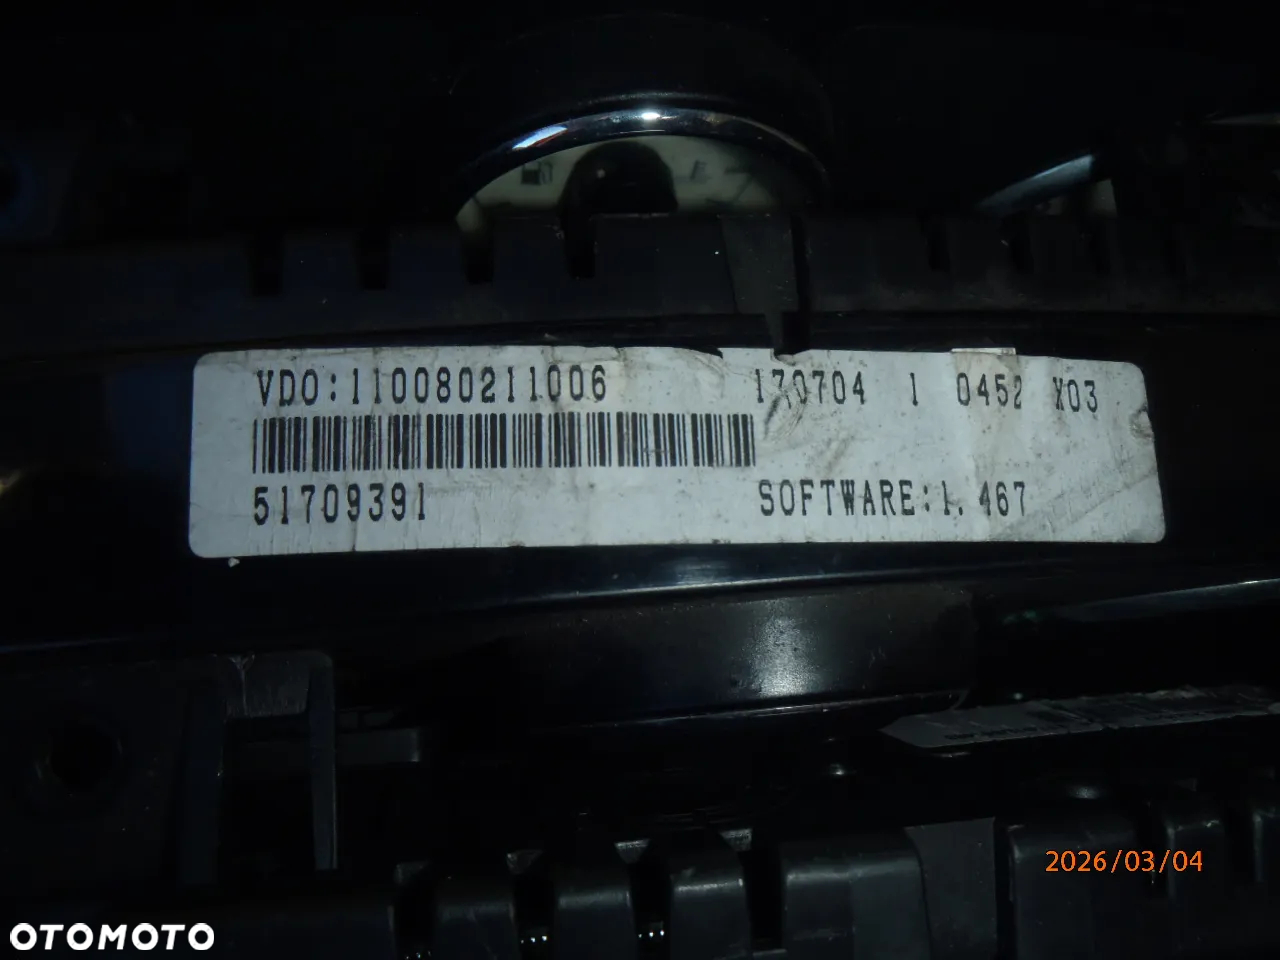 VDO:110080211006 170704 1 0452 X03
51709391 SOFTWARE:1.467
2026/03/04
OTOMOTO